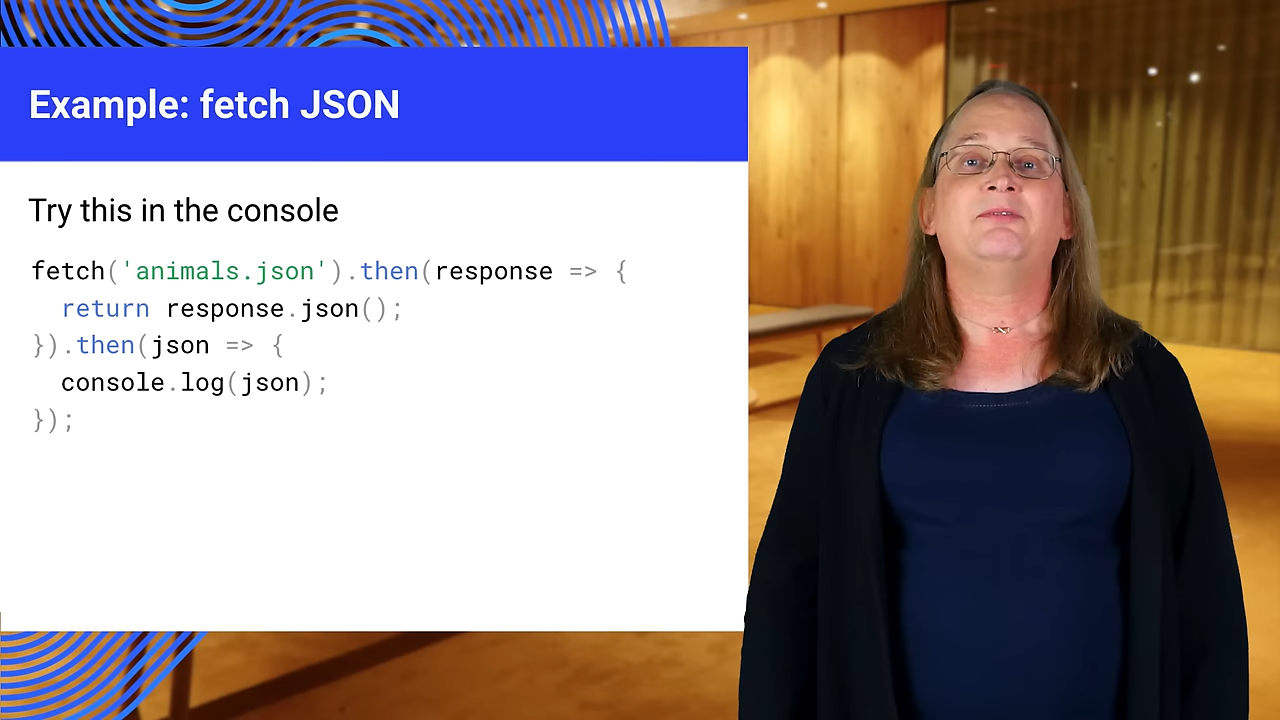 Example: fetch JSON
Try this in the console
fetch('animals.json').then(response => {
  return response.json();
}).then(json => {
  console.log(json);
});